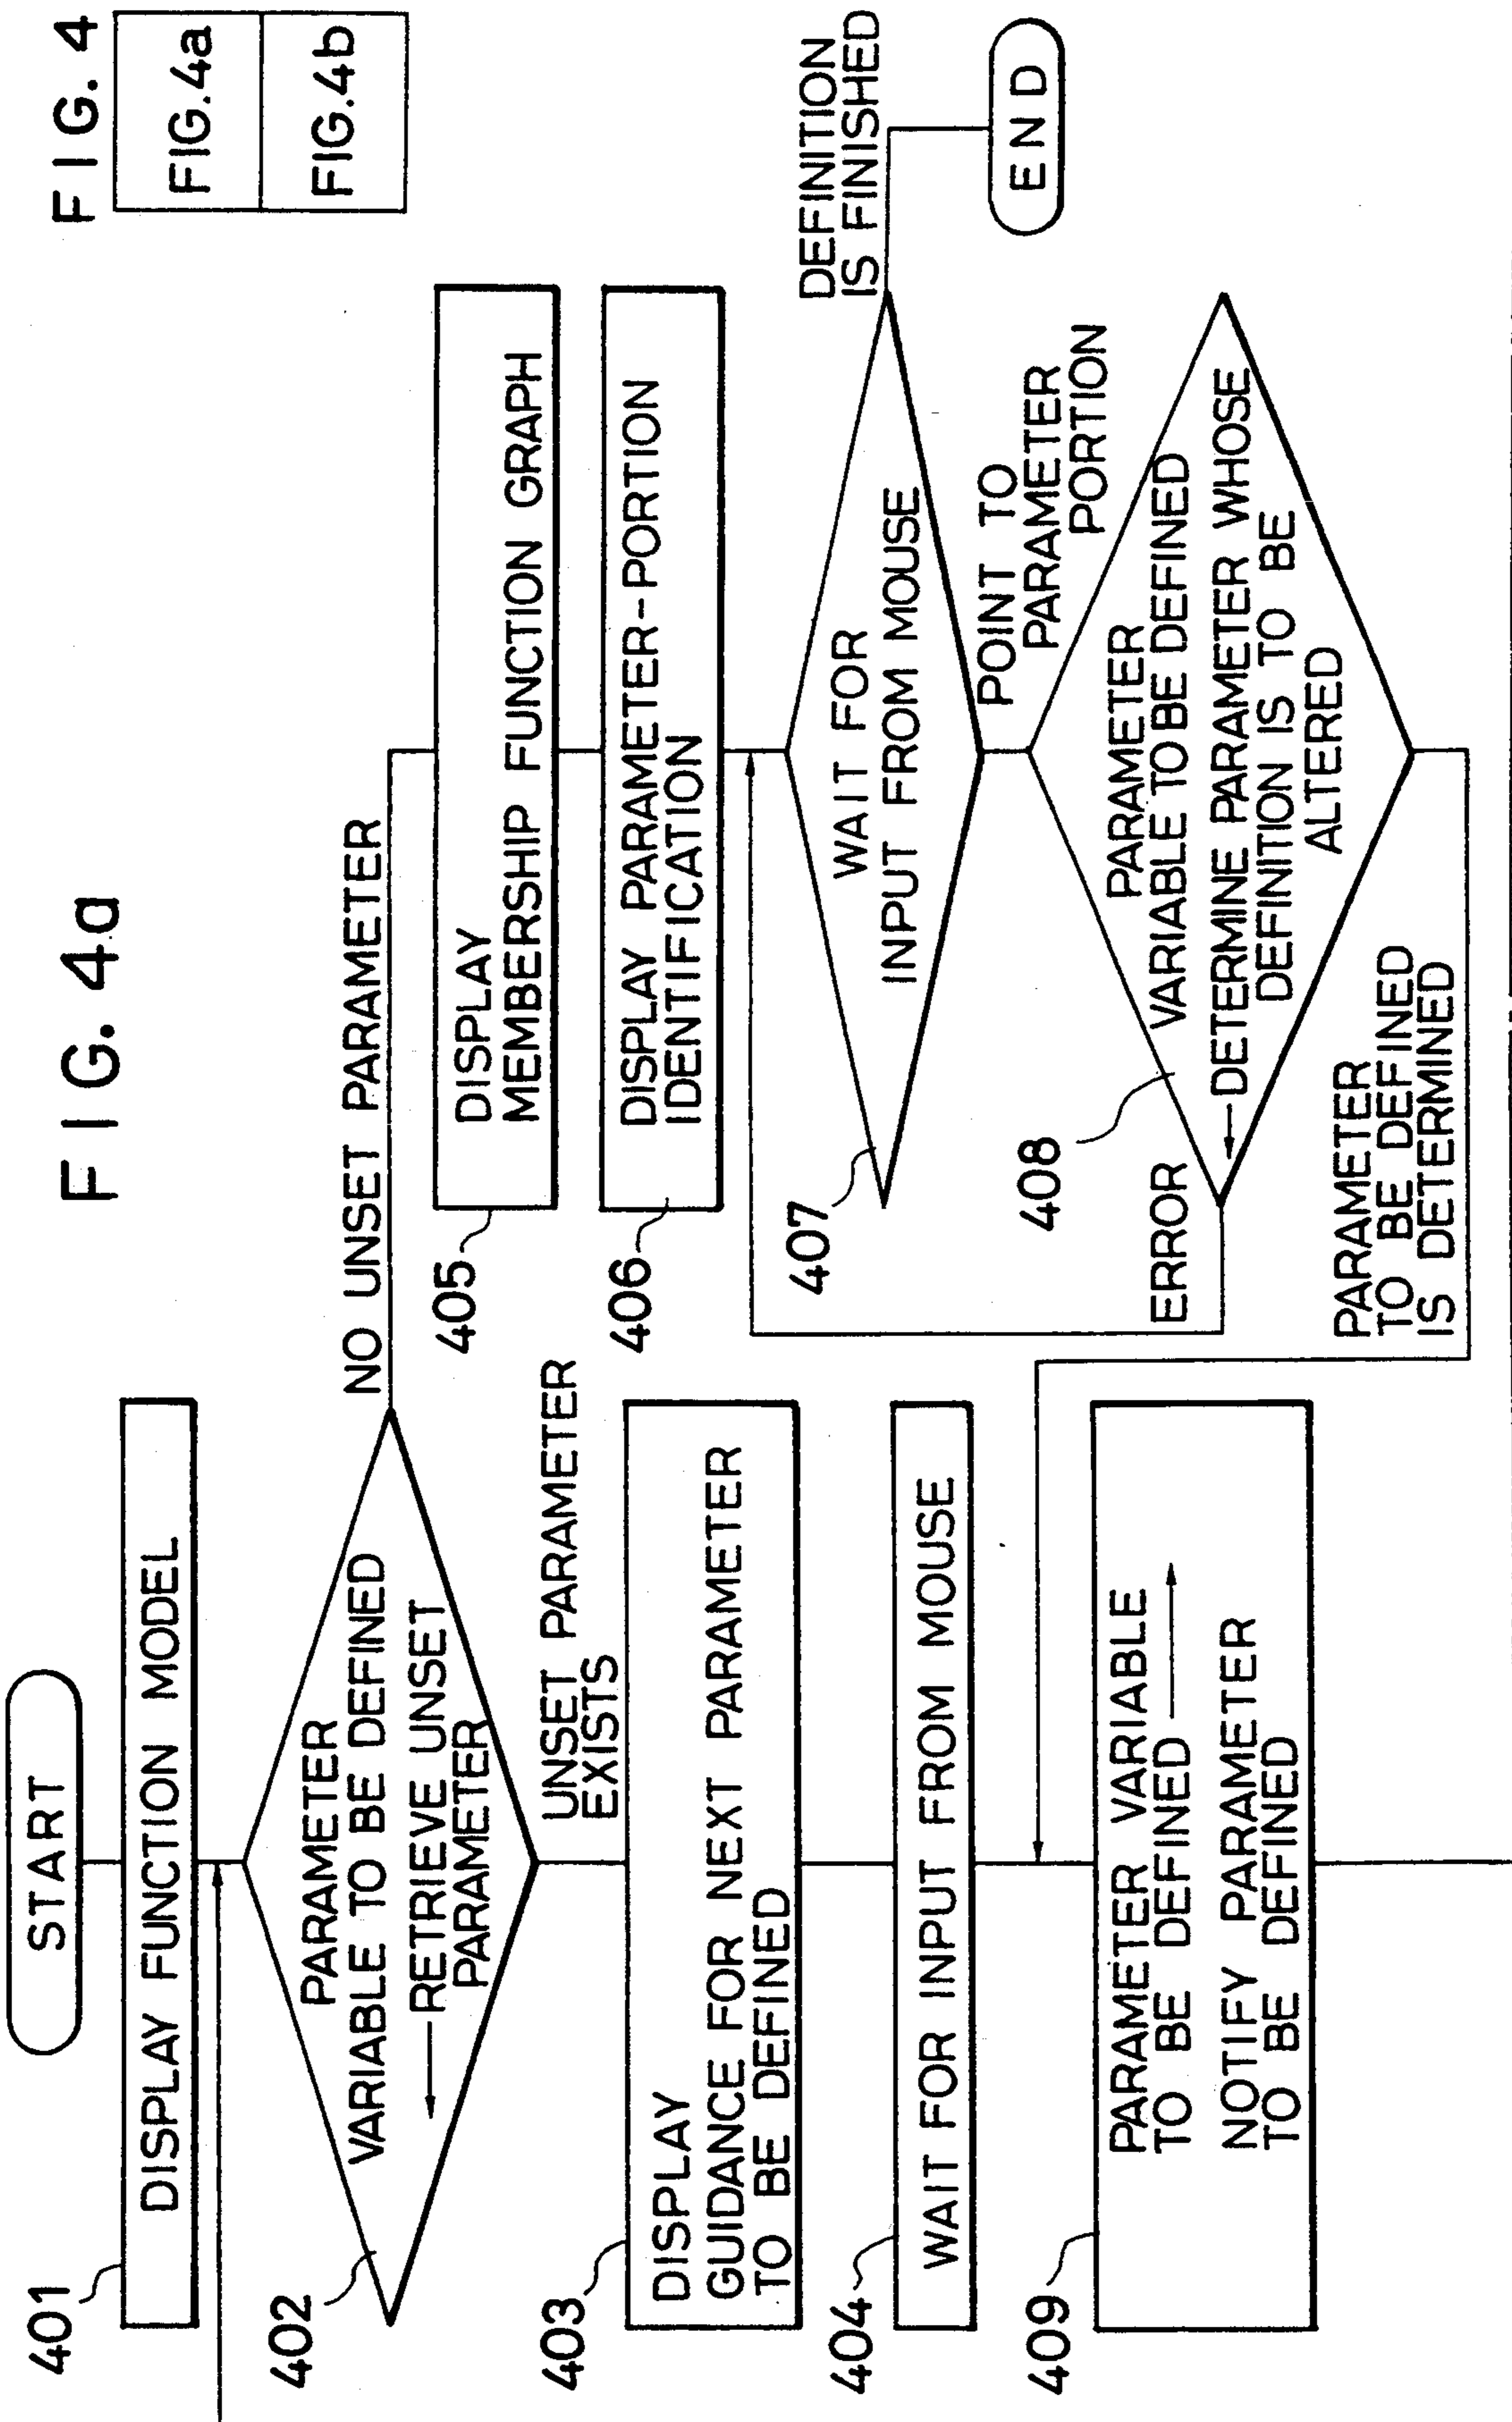 FIG. 4a
FIG. 4
FIG.4a
FIG.4b
START
401
DISPLAY FUNCTION MODEL
402
PARAMETER
VARIABLE TO BE DEFINED
← RETRIEVE UNSET
PARAMETER
NO UNSET PARAMETER
UNSET PARAMETER
EXISTS
403
DISPLAY
GUIDANCE FOR NEXT PARAMETER
TO BE DEFINED
404
WAIT FOR INPUT FROM MOUSE
409
PARAMETER VARIABLE
TO BE DEFINED →
NOTIFY PARAMETER
TO BE DEFINED
405
DISPLAY
MEMBERSHIP FUNCTION GRAPH
406
DISPLAY PARAMETER-PORTION
IDENTIFICATION
407
WAIT FOR
INPUT FROM MOUSE
DEFINITION
IS FINISHED
END
POINT TO
PARAMETER
PORTION
408
PARAMETER
VARIABLE TO BE DEFINED
← DETERMINE PARAMETER WHOSE
DEFINITION IS TO BE
ALTERED
ERROR
PARAMETER
TO BE DEFINED
IS DETERMINED